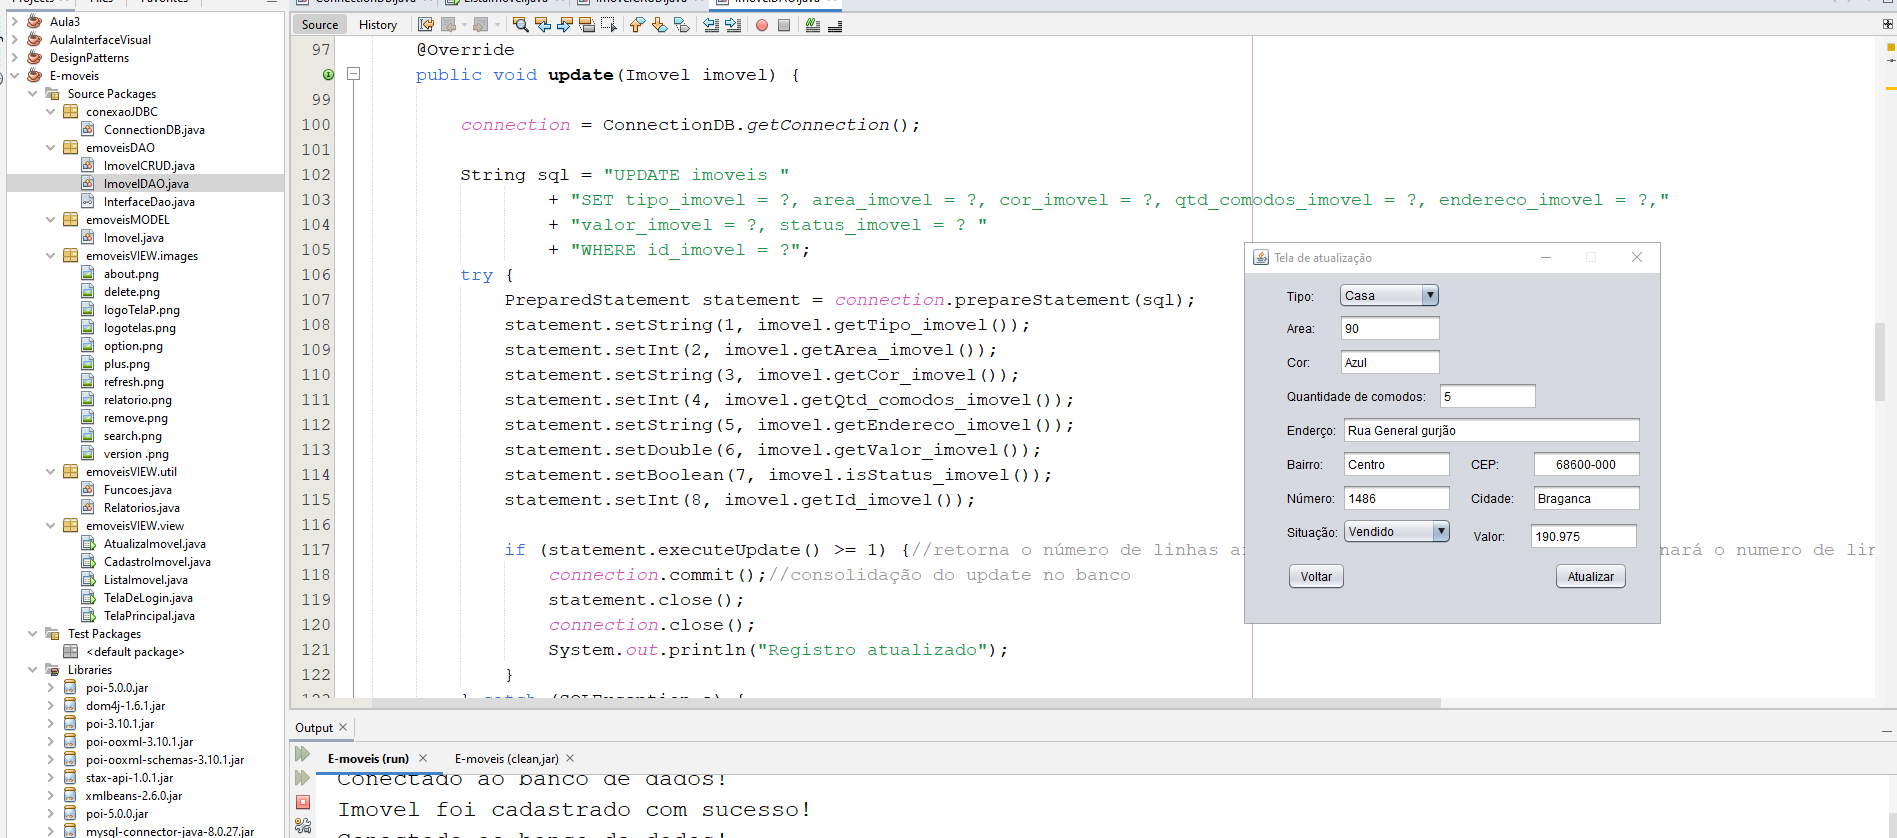 Projects Files Favorites
ConnectionDB.java ListaImovel.java ImovelCRUD.java ImovelDAO.java
Aula3
AulaInterfaceVisual
DesignPatterns
E-moveis
Source Packages
conexaoJDBC
ConnectionDB.java
emoveisDAO
ImovelCRUD.java
ImovelDAO.java
InterfaceDao.java
emoveisMODEL
Imovel.java
emoveisVIEW.images
about.png
delete.png
logoTelaP.png
logotelas.png
option.png
plus.png
refresh.png
relatorio.png
remove.png
search.png
version .png
emoveisVIEW.util
Funcoes.java
Relatorios.java
emoveisVIEW.view
AtualizaImovel.java
CadastroImovel.java
ListaImovel.java
TelaDeLogin.java
TelaPrincipal.java
Test Packages
<default package>
Libraries
poi-5.0.0.jar
dom4j-1.6.1.jar
poi-3.10.1.jar
poi-ooxml-3.10.1.jar
poi-ooxml-schemas-3.10.1.jar
stax-api-1.0.1.jar
xmlbeans-2.6.0.jar
poi-5.0.0.jar
mysql-connector-java-8.0.27.jar
Source History
97 @Override
public void update(Imovel imovel) {
99
100 connection = ConnectionDB.getConnection();
101
102 String sql = "UPDATE imoveis "
103 + "SET tipo_imovel = ?, area_imovel = ?, cor_imovel = ?, qtd_comodos_imovel = ?, endereco_imovel = ?,"
104 + "valor_imovel = ?, status_imovel = ? "
105 + "WHERE id_imovel = ?";
106 try {
107 PreparedStatement statement = connection.prepareStatement(sql);
108 statement.setString(1, imovel.getTipo_imovel());
109 statement.setInt(2, imovel.getArea_imovel());
110 statement.setString(3, imovel.getCor_imovel());
111 statement.setInt(4, imovel.getQtd_comodos_imovel());
112 statement.setString(5, imovel.getEndereco_imovel());
113 statement.setDouble(6, imovel.getValor_imovel());
114 statement.setBoolean(7, imovel.isStatus_imovel());
115 statement.setInt(8, imovel.getId_imovel());
116
117 if (statement.executeUpdate() >= 1) {//retorna o número de linhas a nará o numero de lin
118 connection.commit();//consolidação do update no banco
119 statement.close();
120 connection.close();
121 System.out.println("Registro atualizado");
122 }
123 } catch (SQLException e) {
Tela de atualização
Tipo: Casa
Area: 90
Cor: Azul
Quantidade de comodos: 5
Enderço: Rua General gurjão
Bairro: Centro CEP: 68600-000
Número: 1486 Cidade: Braganca
Situação: Vendido Valor: 190.975
Voltar Atualizar
Output
E-moveis (run) E-moveis (clean,jar)
Conectado ao banco de dados!
Imovel foi cadastrado com sucesso!
Conectado ao banco de dados!